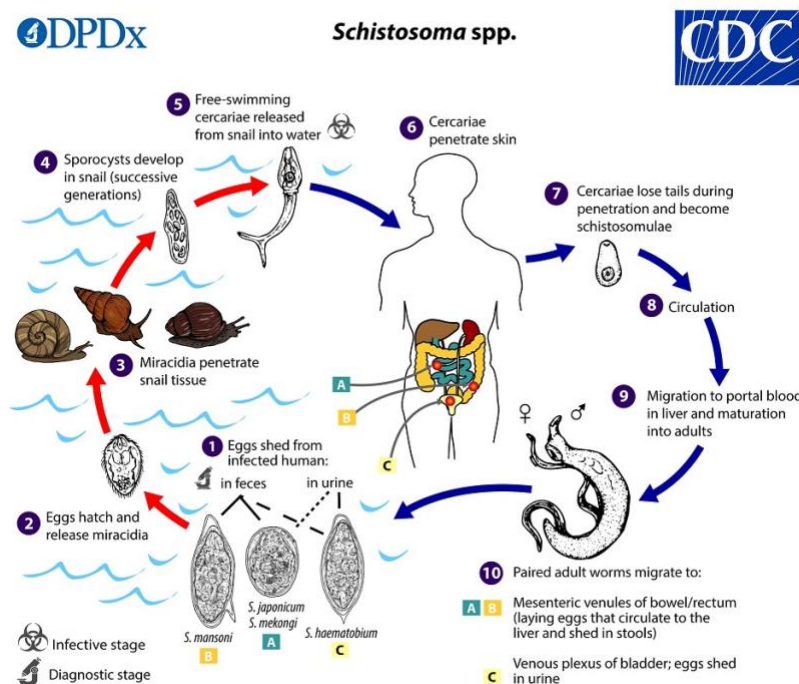 DPDx
Schistosoma spp.
CDC
5 Free-swimming
cercariae released
from snail into water
6 Cercariae
penetrate skin
4 Sporocysts develop
in snail (successive
generations)
7 Cercariae lose tails during
penetration and become
schistosomulae
8 Circulation
3 Miracidia penetrate
snail tissue
A
B
C
9 Migration to portal blood
in liver and maturation
into adults
♀ ♂
1 Eggs shed from
infected human:
in feces
in urine
2 Eggs hatch and
release miracidia
S. mansoni
B
S. japonicum
S. mekongi
A
S. haematobium
C
10 Paired adult worms migrate to:
A B Mesenteric venules of bowel/rectum
(laying eggs that circulate to the
liver and shed in stools)
C Venous plexus of bladder; eggs shed
in urine
Infective stage
Diagnostic stage